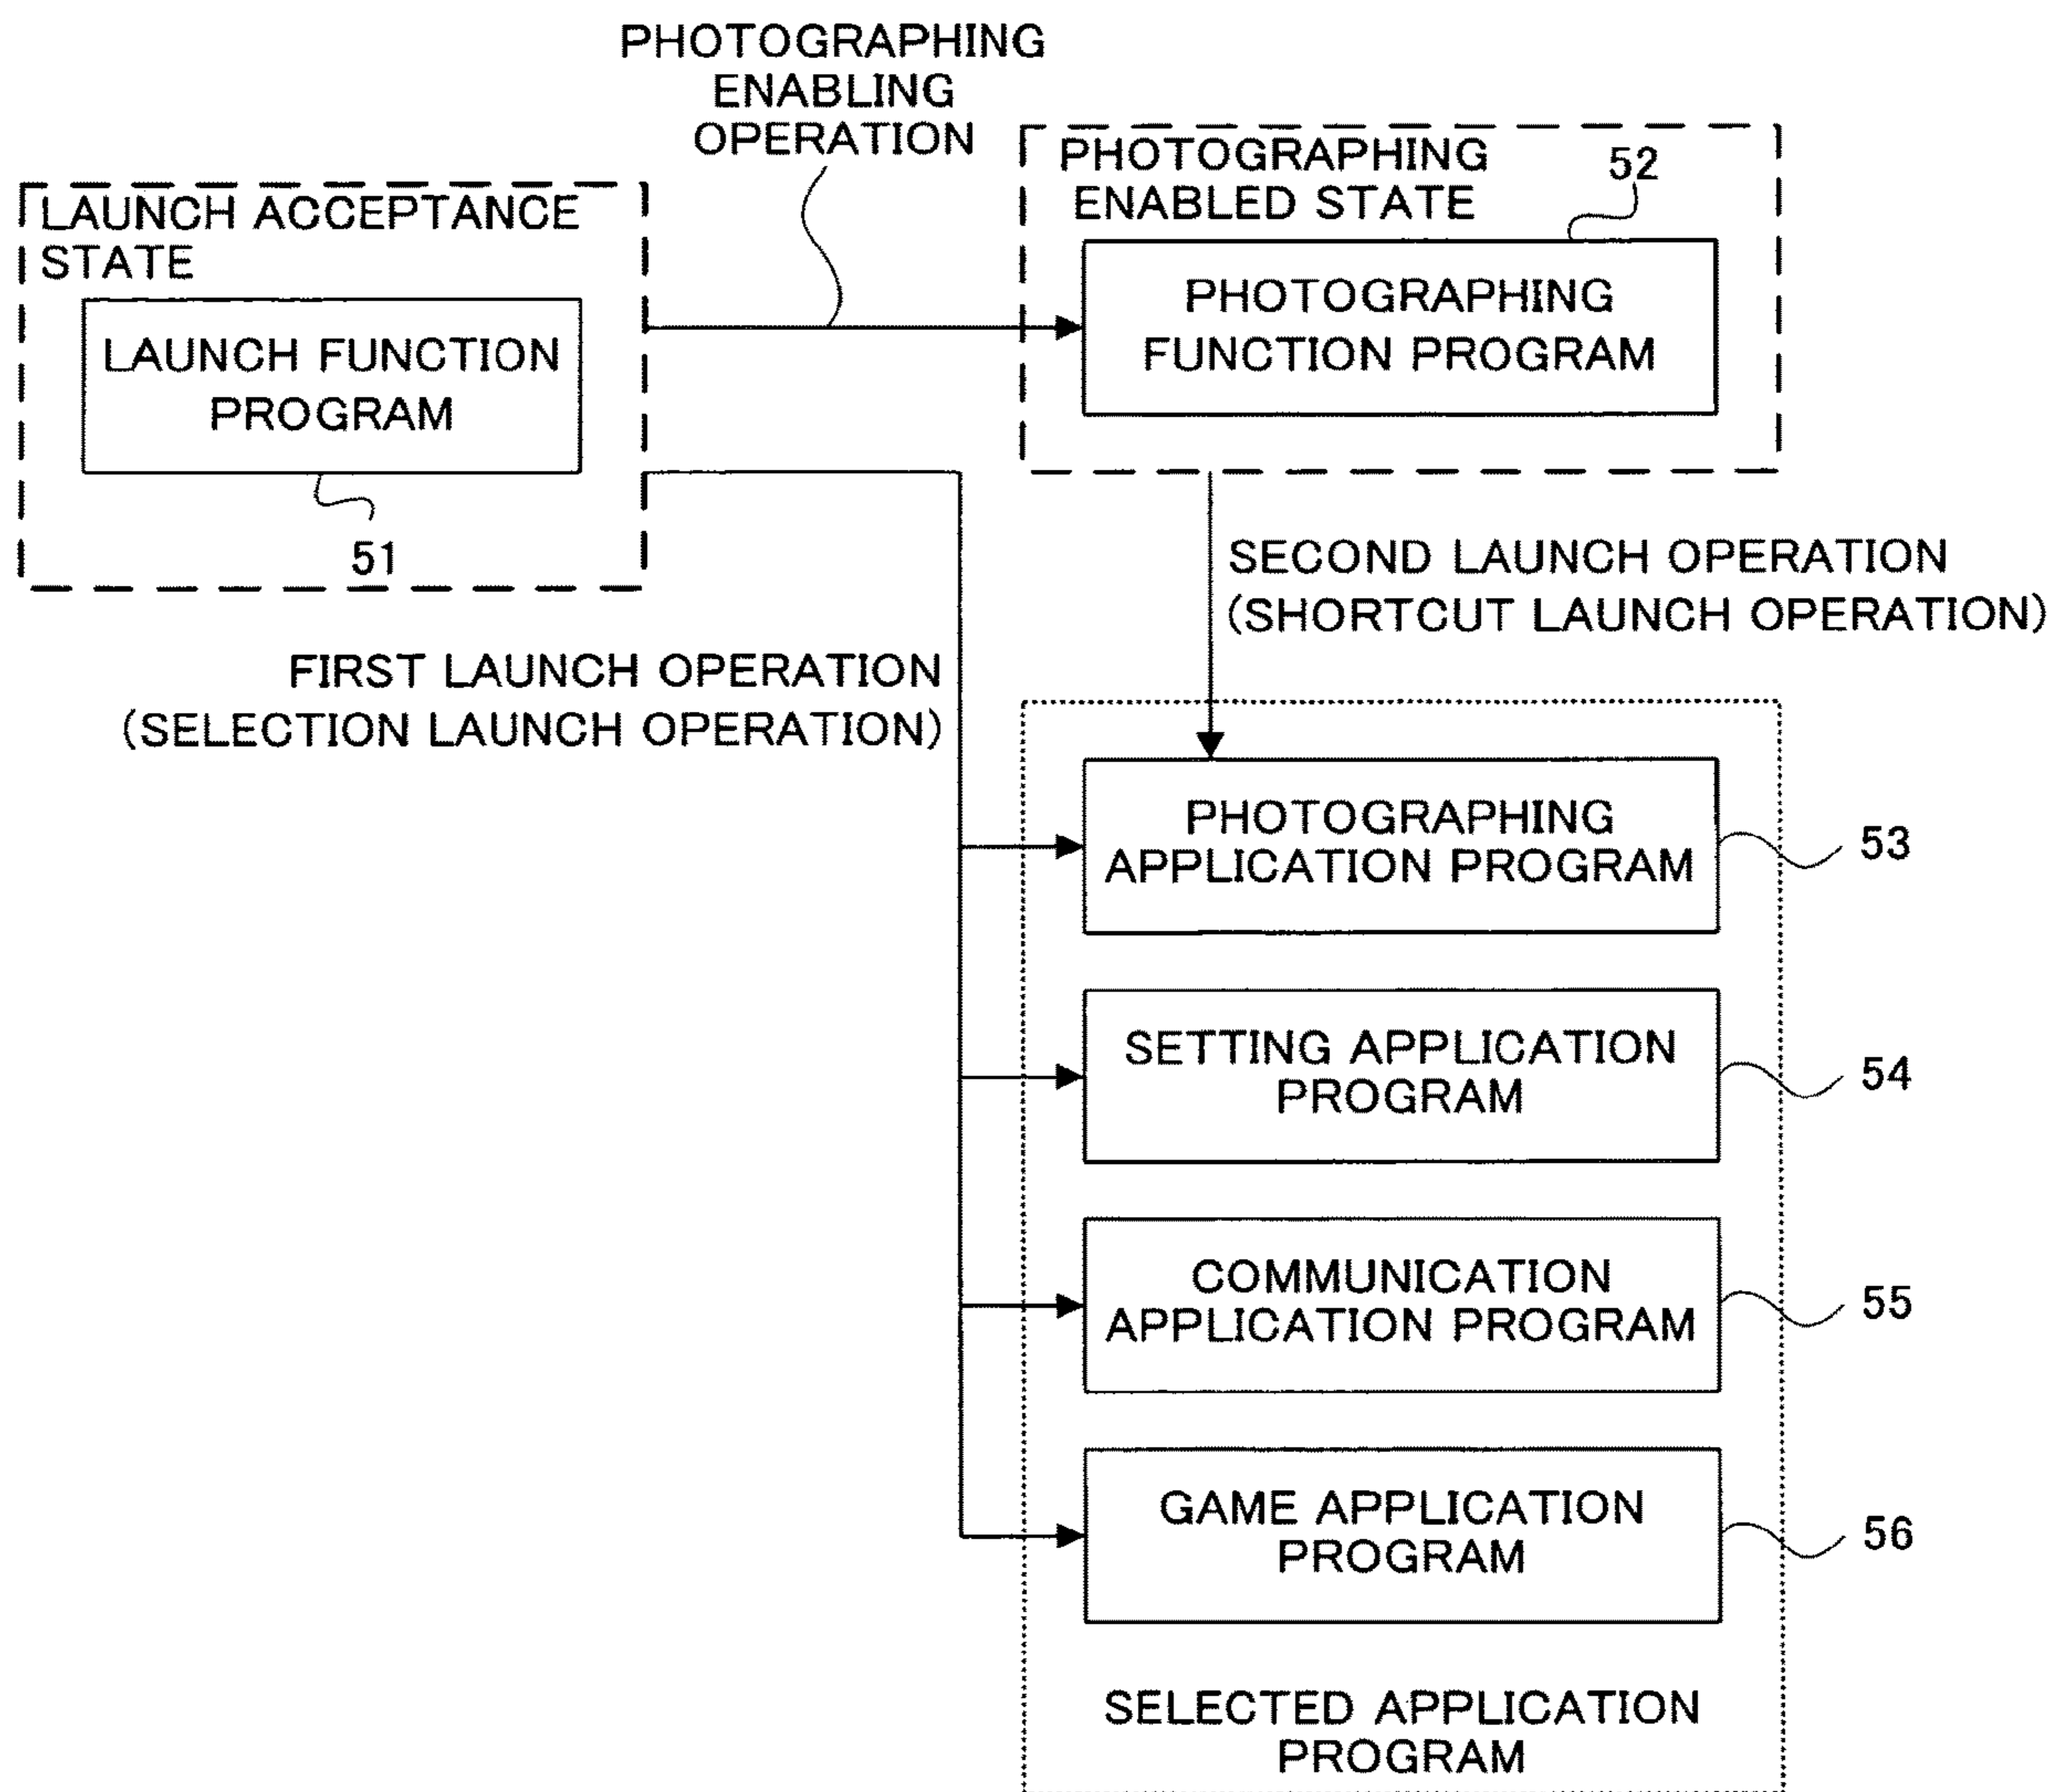 PHOTOGRAPHING
ENABLING
OPERATION
LAUNCH ACCEPTANCE
STATE
LAUNCH FUNCTION
PROGRAM
51
PHOTOGRAPHING
ENABLED STATE
52
PHOTOGRAPHING
FUNCTION PROGRAM
SECOND LAUNCH OPERATION
(SHORTCUT LAUNCH OPERATION)
FIRST LAUNCH OPERATION
(SELECTION LAUNCH OPERATION)
PHOTOGRAPHING
APPLICATION PROGRAM
53
SETTING APPLICATION
PROGRAM
54
COMMUNICATION
APPLICATION PROGRAM
55
GAME APPLICATION
PROGRAM
56
SELECTED APPLICATION
PROGRAM